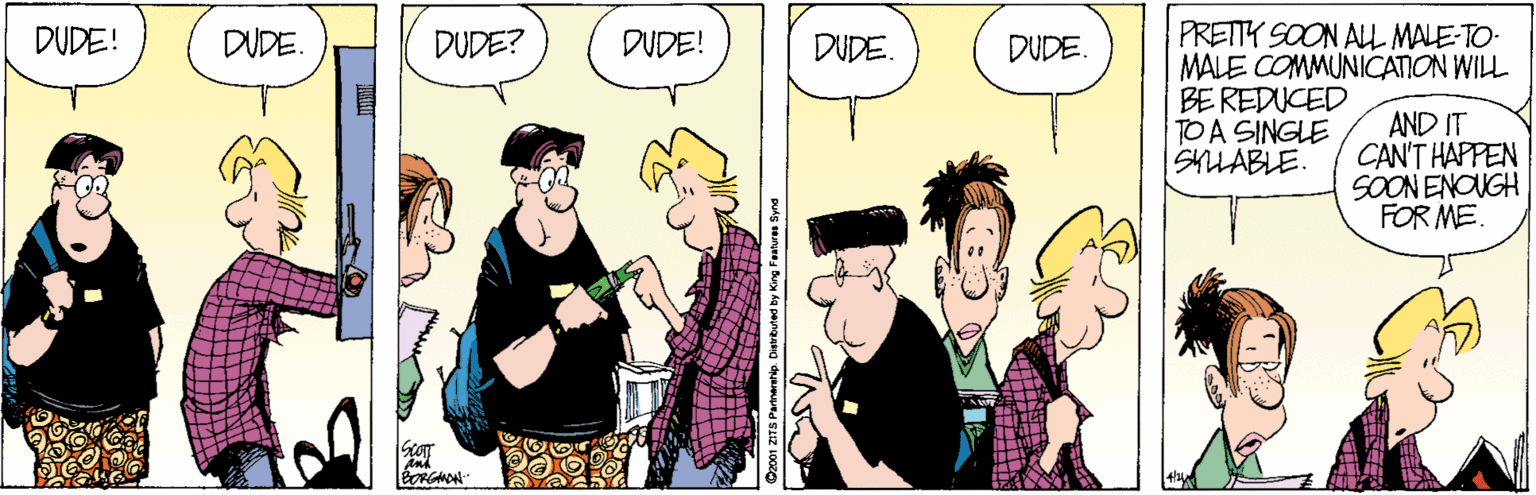 DUDE!
DUDE.
DUDE?
DUDE!
SCOTT
and
BORGMAN..
DUDE.
DUDE.
©2001 ZITS Partnership. Distributed by King Features Synd
PRETTY SOON ALL MALE-TO-
MALE COMMUNICATION WILL
BE REDUCED
TO A SINGLE
SYLLABLE.
AND IT
CAN'T HAPPEN
SOON ENOUGH
FOR ME.